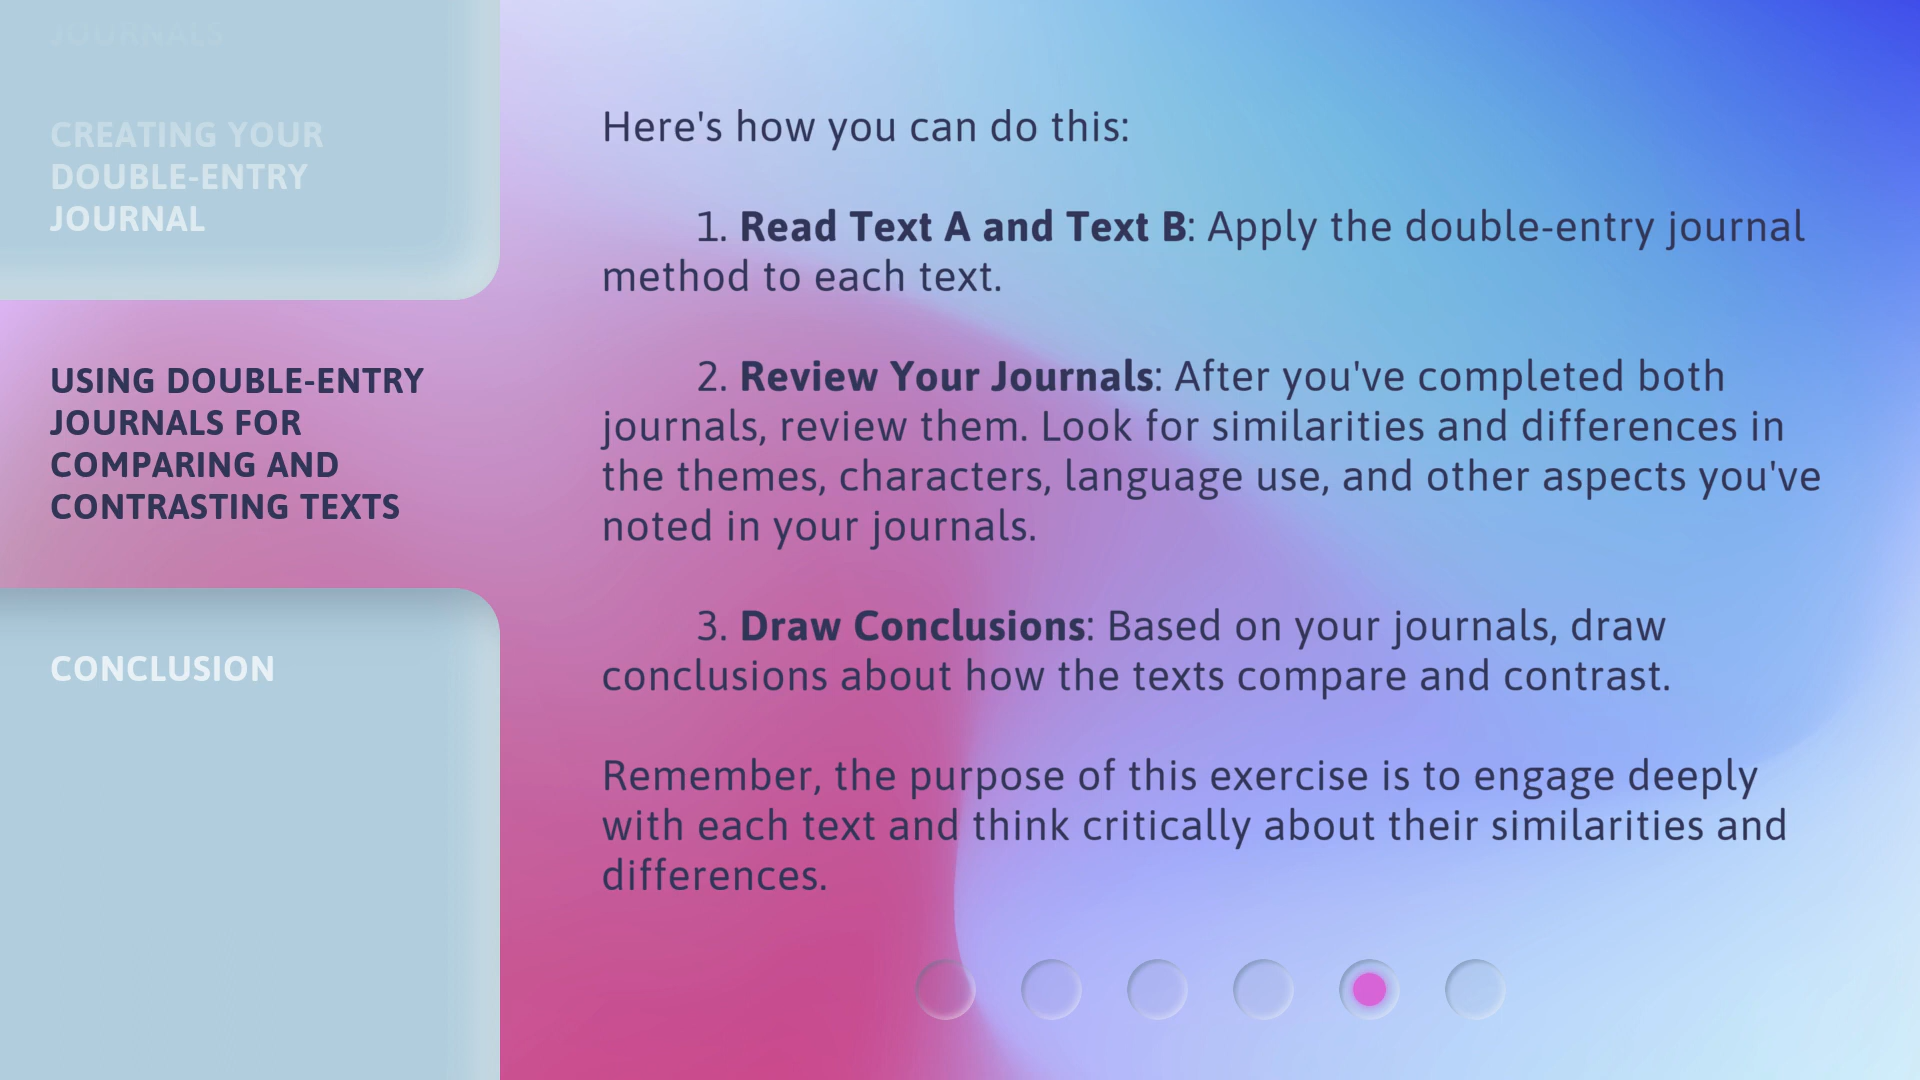 JOURNALS
CREATING YOUR
DOUBLE-ENTRY
JOURNAL
USING DOUBLE-ENTRY
JOURNALS FOR
COMPARING AND
CONTRASTING TEXTS
CONCLUSION
Here's how you can do this:
1. Read Text A and Text B: Apply the double-entry journal
method to each text.
2. Review Your Journals: After you've completed both
journals, review them. Look for similarities and differences in
the themes, characters, language use, and other aspects you've
noted in your journals.
3. Draw Conclusions: Based on your journals, draw
conclusions about how the texts compare and contrast.
Remember, the purpose of this exercise is to engage deeply
with each text and think critically about their similarities and
differences.